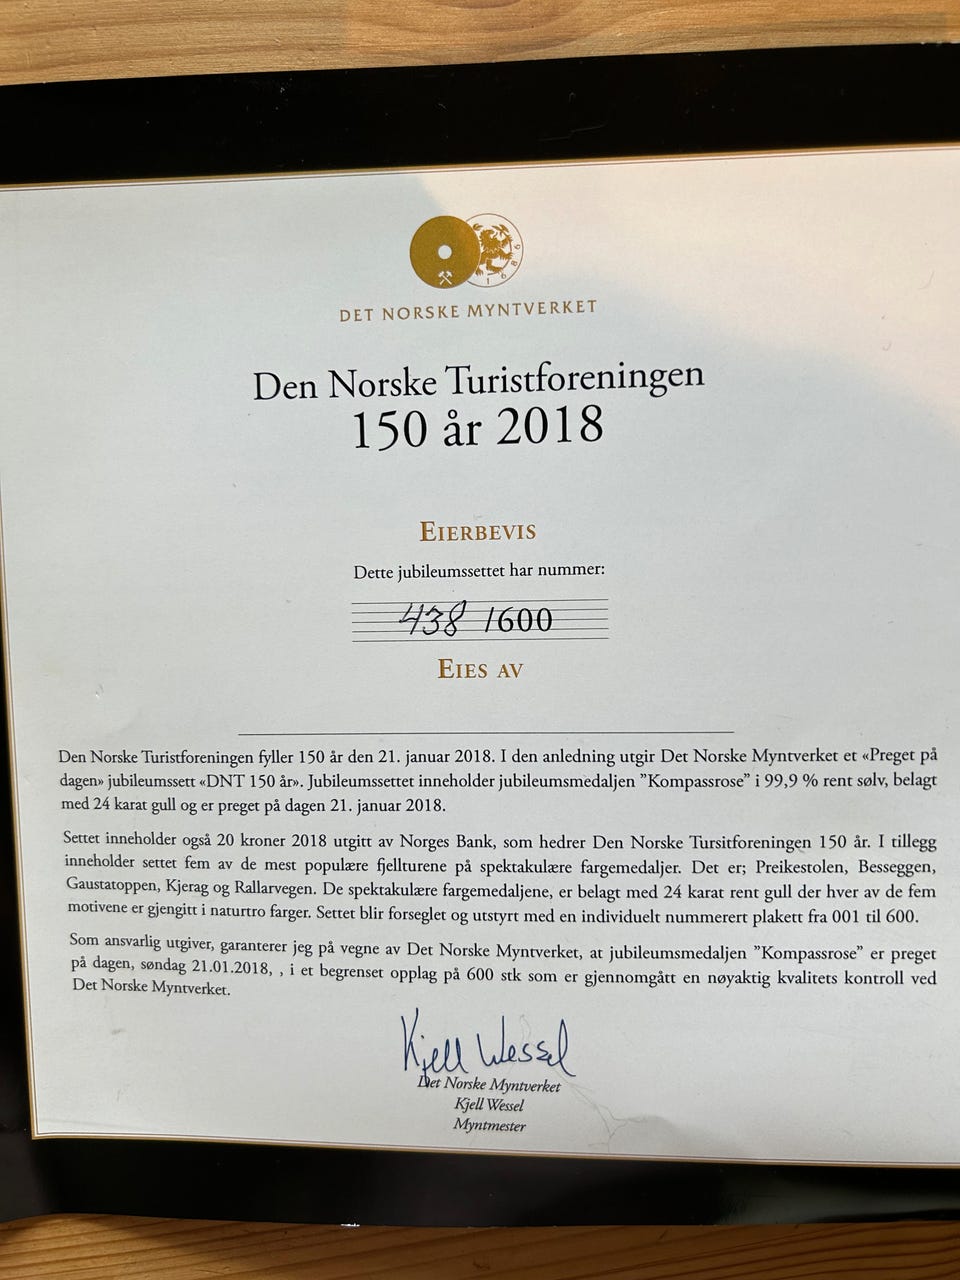 1686
DET NORSKE MYNTVERKET
Den Norske Turistforeningen
150 år 2018
EIERBEVIS
Dette jubileumssettet har nummer:
438 /600
EIES AV
Den Norske Turistforeningen fyller 150 år den 21. januar 2018. I den anledning utgir Det Norske Myntverket et «Preget på
dagen» jubileumssett «DNT 150 år». Jubileumssettet inneholder jubileumsmedaljen ”Kompassrose” i 99,9 % rent sølv, belagt
med 24 karat gull og er preget på dagen 21. januar 2018.
Settet inneholder også 20 kroner 2018 utgitt av Norges Bank, som hedrer Den Norske Tursitforeningen 150 år. I tillegg
inneholder settet fem av de mest populære fjellturene på spektakulære fargemedaljer. Det er; Preikestolen, Besseggen,
Gaustatoppen, Kjerag og Rallarvegen. De spektakulære fargemedaljene, er belagt med 24 karat rent gull der hver av de fem
motivene er gjengitt i naturtro farger. Settet blir forseglet og utstyrt med en individuelt nummerert plakett fra 001 til 600.
Som ansvarlig utgiver, garanterer jeg på vegne av Det Norske Myntverket, at jubileumsmedaljen ”Kompassrose” er preget
på dagen, søndag 21.01.2018, , i et begrenset opplag på 600 stk som er gjennomgått en nøyaktig kvalitets kontroll ved
Det Norske Myntverket.
Kjell Wessel
Det Norske Myntverket
Kjell Wessel
Myntmester